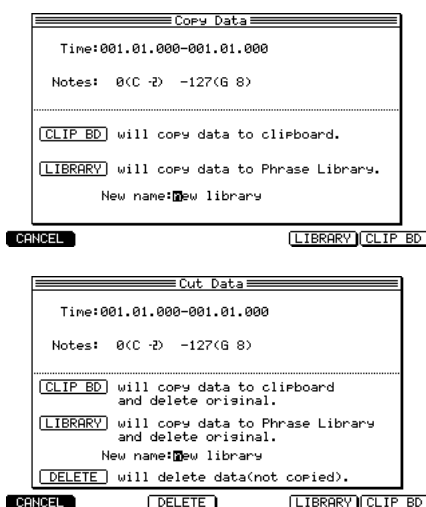 Copy Data
Time:001.01.000-001.01.000
Notes: 0(C -2) -127(G 8)
CLIP BD will copy data to clipboard.
LIBRARY will copy data to Phrase Library.
New name:new library
CANCEL LIBRARY CLIP BD
Cut Data
Time:001.01.000-001.01.000
Notes: 0(C -2) -127(G 8)
CLIP BD will copy data to clipboard
and delete original.
LIBRARY will copy data to Phrase Library
and delete original.
New name:new library
DELETE will delete data(not copied).
CANCEL DELETE LIBRARY CLIP BD